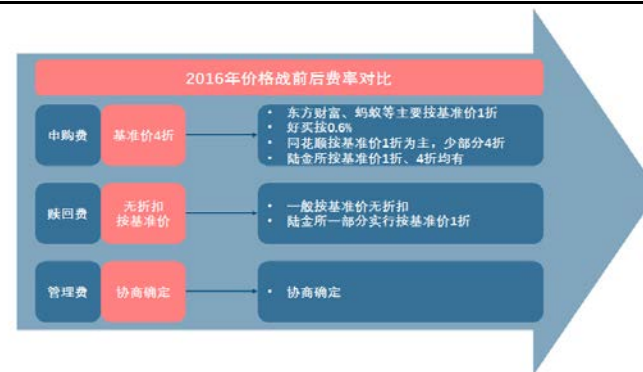 2016年价格战前后费率对比
申购费
基准价4折
• 东方财富、蚂蚁等主要按基准价1折
• 好买按0.6%
• 同花顺按基准价1折为主，少部分4折
• 陆金所按基准价1折、4折均有
赎回费
无折扣
按基准价
• 一般按基准价无折扣
• 陆金所一部分实行按基准价1折
管理费
协商确定
• 协商确定